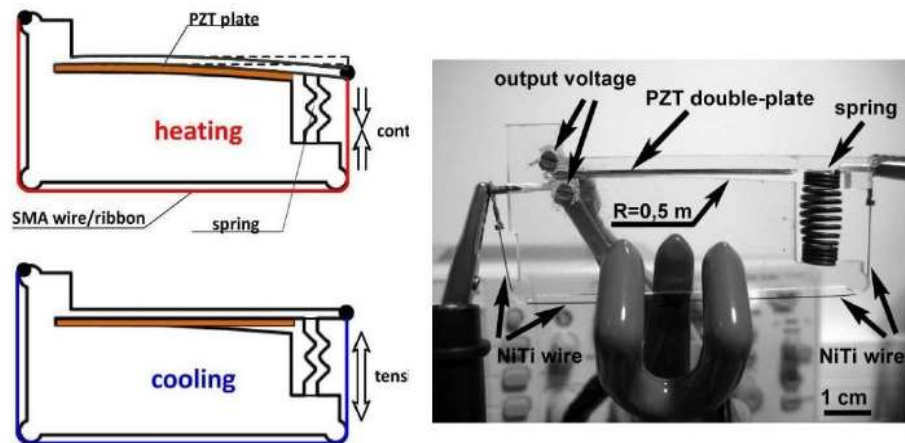 PZT plate
heating
cont
SMA wire/ribbon
spring
cooling
tens
output voltage
PZT double-plate
spring
R=0,5 m
NiTi wire
NiTi wire
1 cm